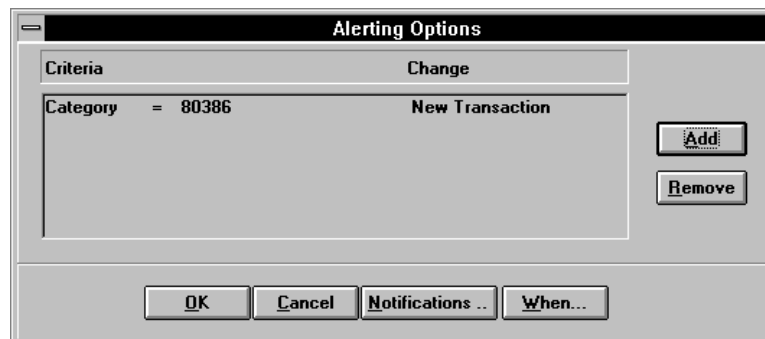 Alerting Options
Criteria Change
Category = 80386 New Transaction
Add
Remove
OK Cancel Notifications .. When...